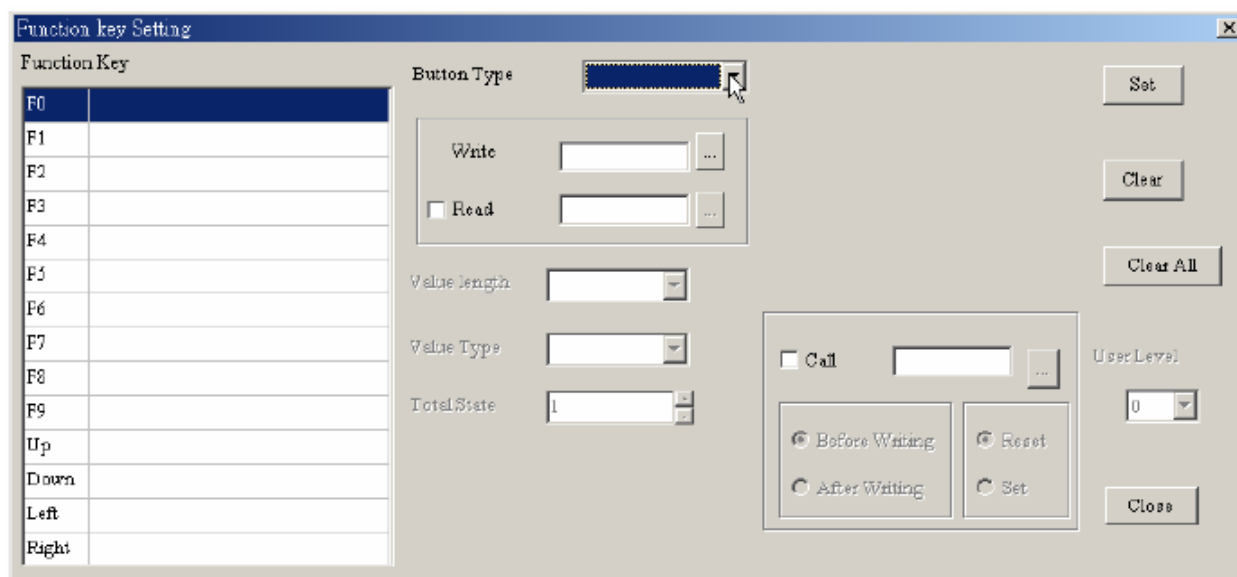 Function key Setting
Function Key
F0
F1
F2
F3
F4
F5
F6
F7
F8
F9
Up
Down
Left
Right
Button Type
Write
...
Read
...
Value length
Value Type
Total State
1
Call
...
Before Writing
After Writing
Reset
Set
Set
Clear
Clear All
User Level
0
Close